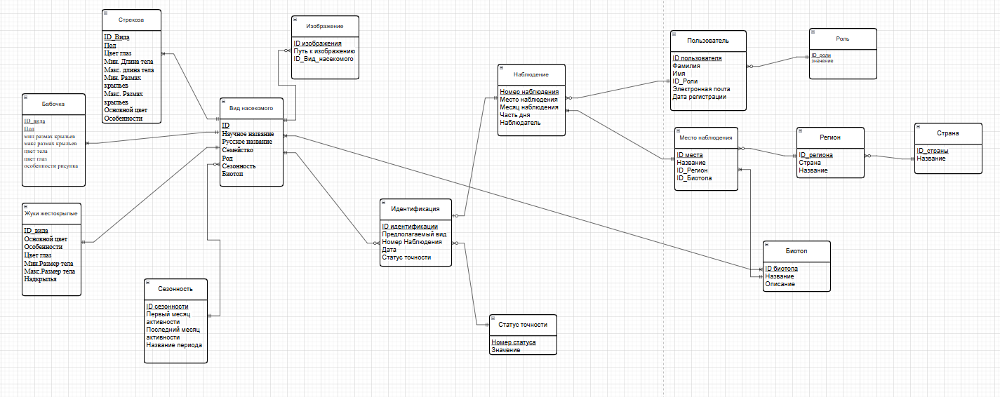 Стрекоза
ID_Вида
Пол
Цвет глаз
Мин. Длина тела
Макс. длина тела
Мин. Размах
крыльев
Макс. Размах
крыльев
Основной цвет
Особенности
Изображение
ID изображения
Путь к изображению
ID_Вид_насекомого
Бабочка
ID_вида
Пол
мин размах крыльев
макс размах крыльев
цвет тела
цвет глаз
особенности рисунка
Вид насекомого
ID
Научное название
Русское название
Семейство
Род
Сезонность
Биотоп
Жуки жестокрылые
ID_вида
Основной цвет
Особенности
Цвет глаз
Мин.Размер тела
Макс.Размер тела
Надкрылья
Сезонность
ID сезонности
Первый месяц
активности
Последний месяц
активности
Название периода
Идентификация
ID идентификации
Предполагаемый вид
Номер Наблюдения
Дата
Статус точности
Статус точности
Номер статуса
Значение
Наблюдение
Номер наблюдения
Место наблюдения
Месяц наблюдения
Часть дня
Наблюдатель
Пользователь
ID пользователя
Фамилия
Имя
ID_Роли
Электронная почта
Дата регистрации
Роль
ID_роли
значение
Место наблюдения
ID места
Название
ID_Регион
ID_Биотопа
Регион
ID_региона
Страна
Название
Страна
ID_страны
Название
Биотоп
ID биотопа
Название
Описание